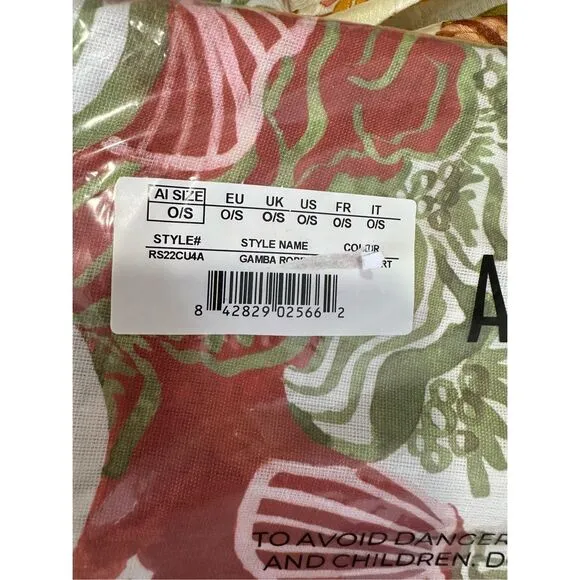 AI SIZE EU UK US FR IT
O/S O/S O/S O/S O/S O/S
STYLE# STYLE NAME COLOUR
RS22CU4A GAMBA
8 42829 02566 2
A
TO AVOID DANGER
AND CHILDREN. D